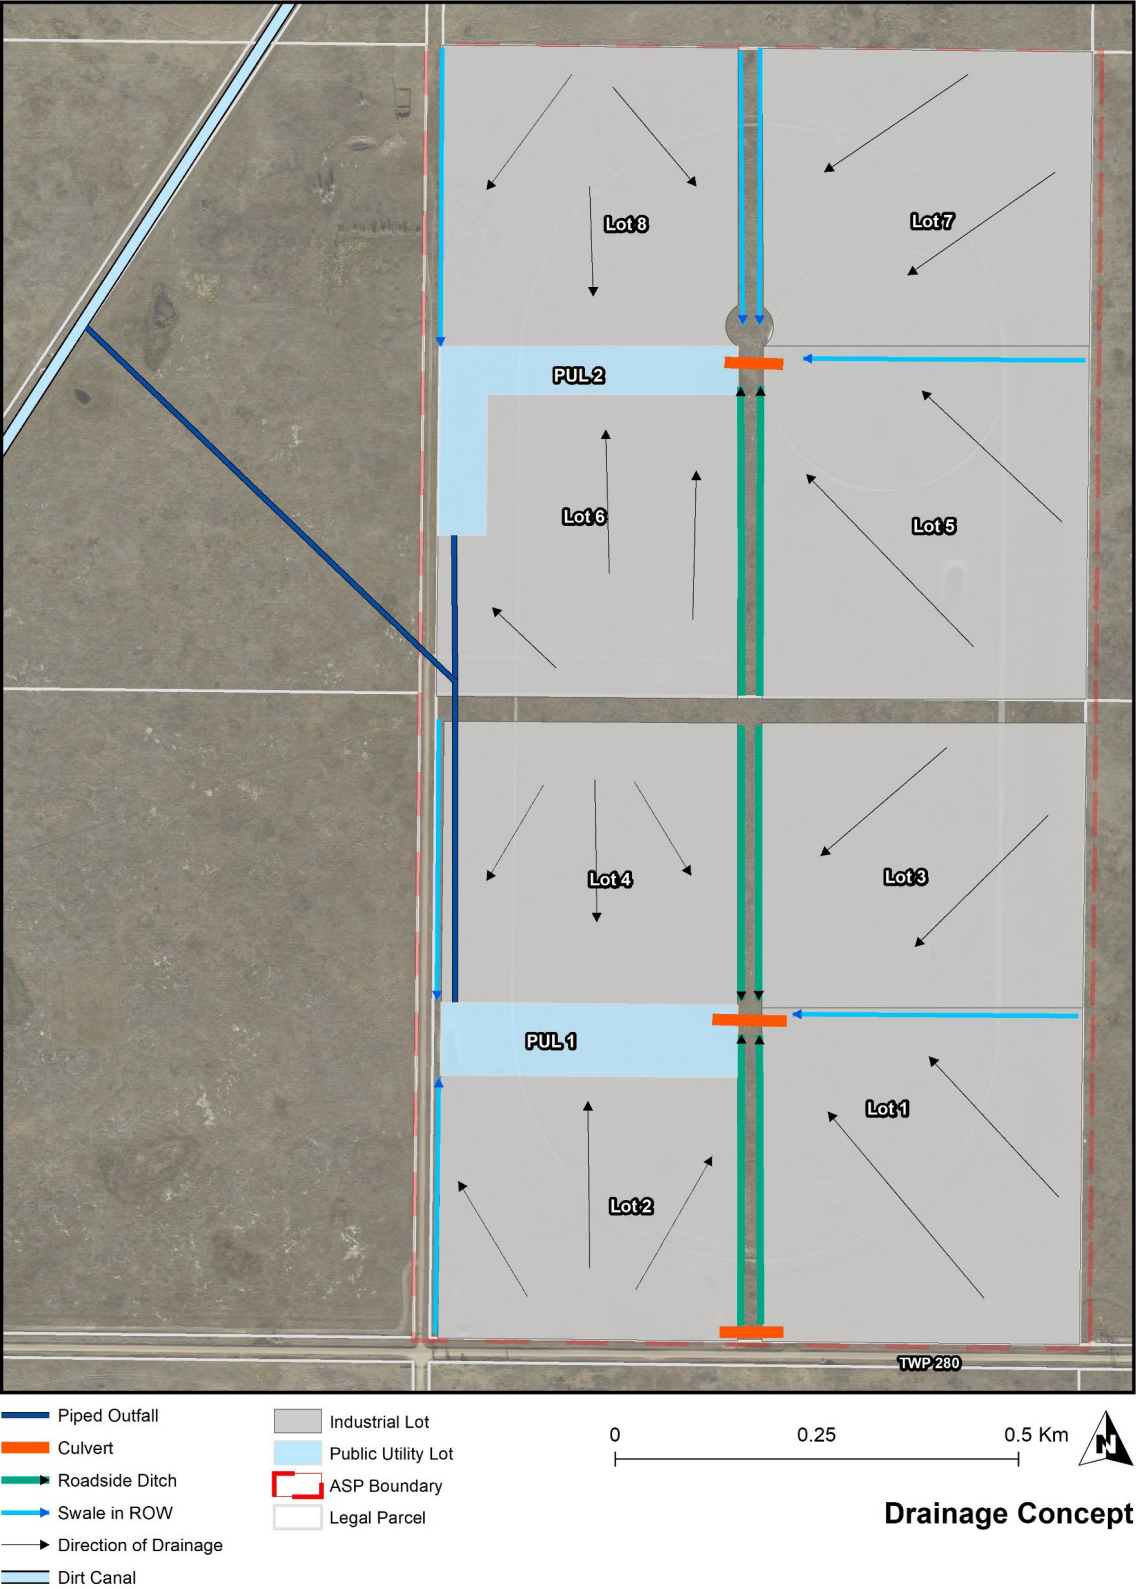 Lot 8
Lot 7
PUL 2
Lot 6
Lot 5
Lot 4
Lot 3
PUL 1
Lot 1
Lot 2
TWP 280
Piped Outfall
Culvert
Roadside Ditch
Swale in ROW
Direction of Drainage
Dirt Canal
Industrial Lot
Public Utility Lot
ASP Boundary
Legal Parcel
0 0.25 0.5 Km
N
Drainage Concept